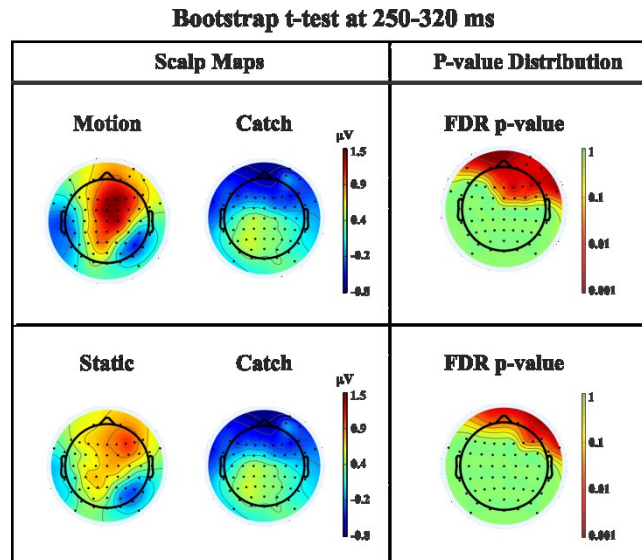 Bootstrap t-test at 250-320 ms
Scalp Maps
P-value Distribution
Motion
Catch
FDR p-value
μV
1.5
0.9
0.4
-0.2
-0.8
1
0.1
0.01
0.001
Static
Catch
FDR p-value
μV
1.5
0.9
0.4
-0.2
-0.8
1
0.1
0.01
0.001